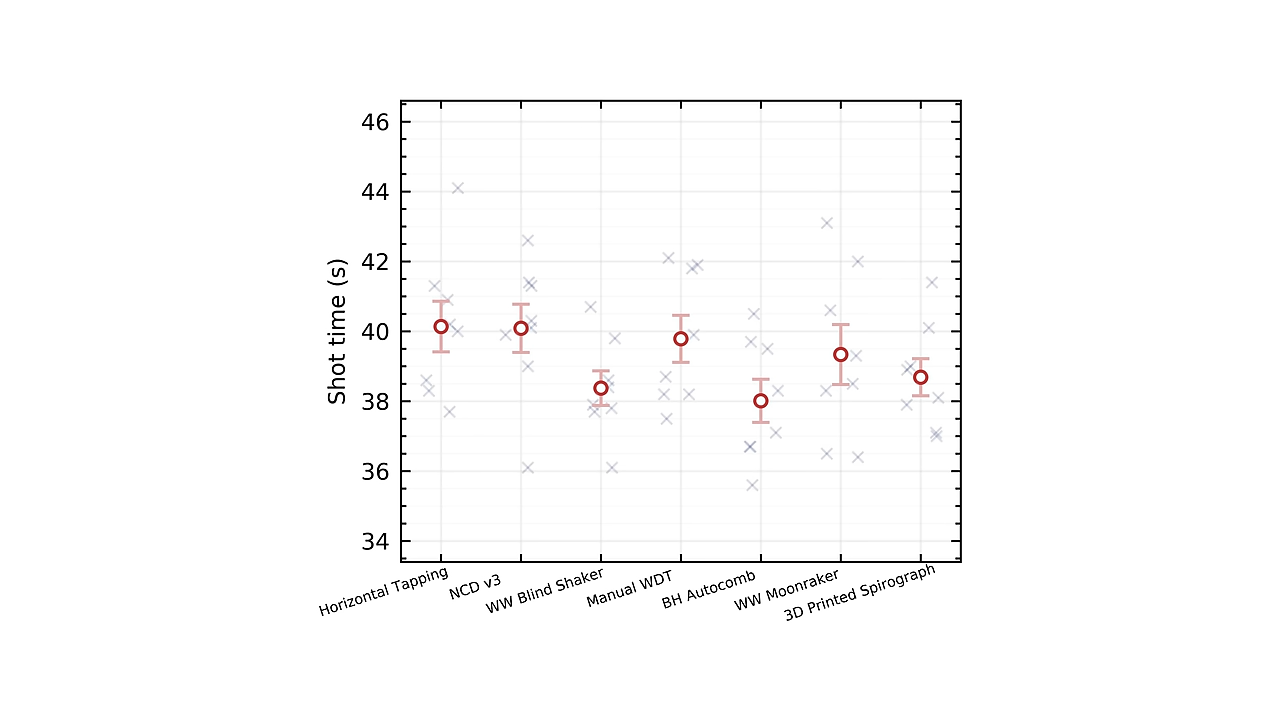 46
44
42
40
38
36
34
Shot time (s)
Horizontal Tapping
NCD v3
WW Blind Shaker
Manual WDT
BH Autocomb
WW Moonraker
3D Printed Spirograph